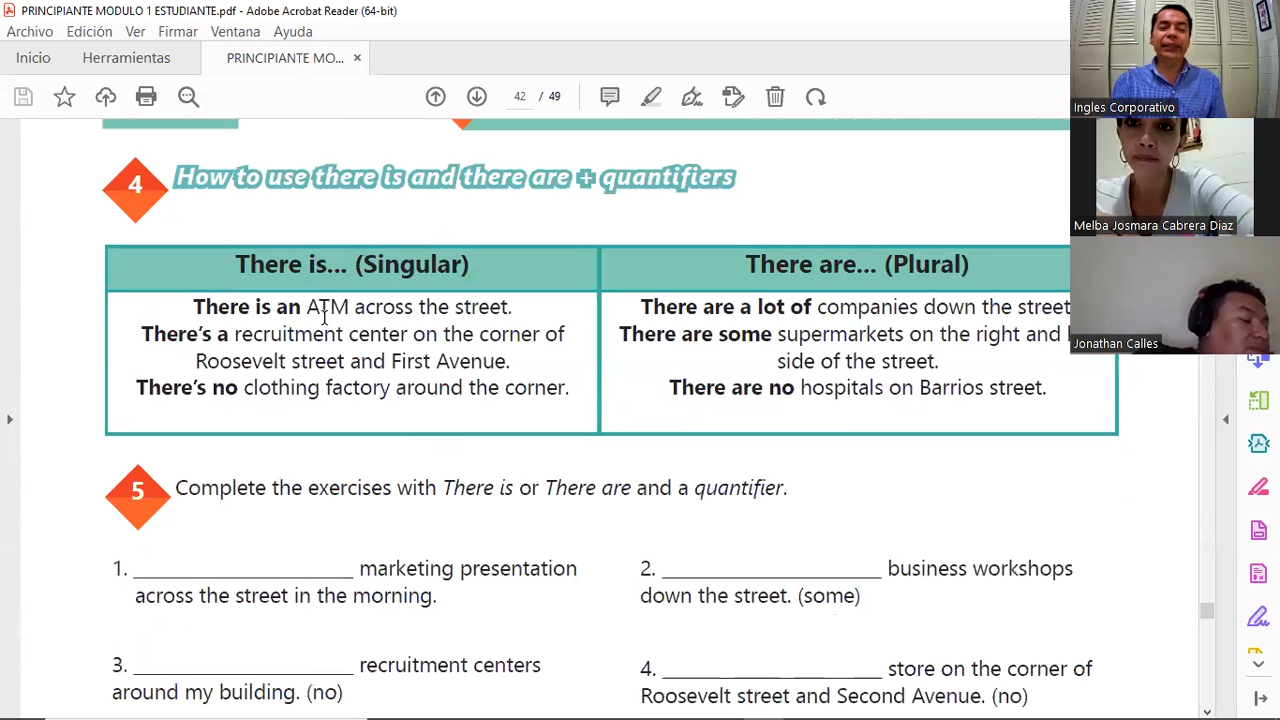 PRINCIPIANTE MODULO 1 ESTUDIANTE.pdf - Adobe Acrobat Reader (64-bit)
Archivo Edición Ver Firmar Ventana Ayuda
Inicio Herramientas PRINCIPIANTE MO... ×
42 / 49
Ingles Corporativo
Melba Josmara Cabrera Diaz
Jonathan Calles
4 How to use there is and there are + quantifiers
There is... (Singular)
There is an ATM across the street.
There's a recruitment center on the corner of
Roosevelt street and First Avenue.
There's no clothing factory around the corner.
There are... (Plural)
There are a lot of companies down the street
There are some supermarkets on the right and
side of the street.
There are no hospitals on Barrios street.
5 Complete the exercises with There is or There are and a quantifier.
1. ____________________ marketing presentation
across the street in the morning.
2. ____________________ business workshops
down the street. (some)
3. ____________________ recruitment centers
around my building. (no)
4. ____________________ store on the corner of
Roosevelt street and Second Avenue. (no)